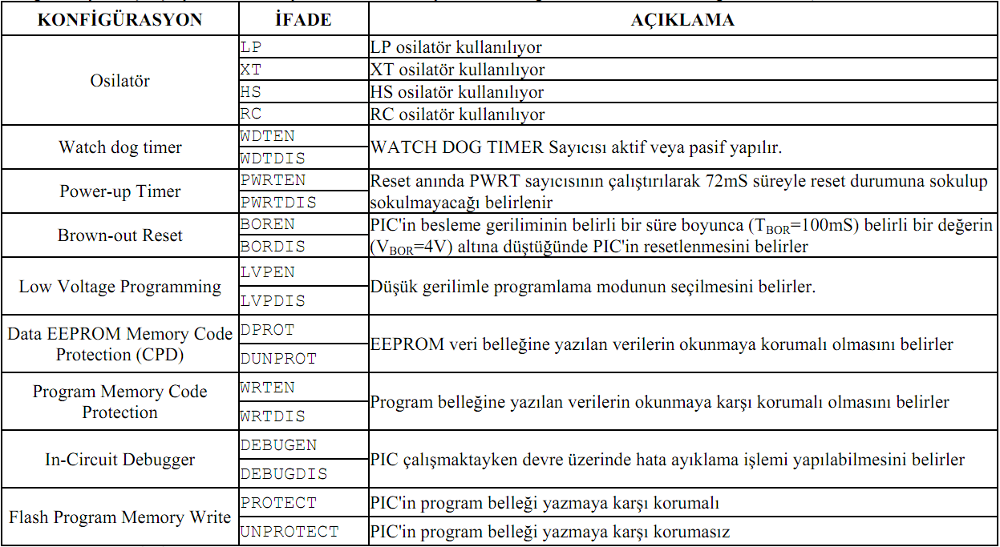 KONFİGÜRASYON İFADE AÇIKLAMA
Osilatör
LP LP osilatör kullanılıyor
XT XT osilatör kullanılıyor
HS HS osilatör kullanılıyor
RC RC osilatör kullanılıyor
Watch dog timer
WDTEN
WDTDIS
WATCH DOG TIMER Sayıcısı aktif veya pasif yapılır.
Power-up Timer
PWRTEN
PWRTDIS
Reset anında PWRT sayıcısının çalıştırılarak 72mS süreyle reset durumuna sokulup
sokulmayacağı belirlenir
Brown-out Reset
BOREN
BORDIS
PIC'in besleme geriliminin belirli bir süre boyunca (TBOR=100mS) belirli bir değerin
(VBOR=4V) altına düştüğünde PIC'in resetlenmesini belirler
Low Voltage Programming
LVPEN
LVPDIS
Düşük gerilimle programlama modunun seçilmesini belirler.
Data EEPROM Memory Code
Protection (CPD)
DPROT
DUNPROT
EEPROM veri belleğine yazılan verilerin okunmaya korumalı olmasını belirler
Program Memory Code
Protection
WRTEN
WRTDIS
Program belleğine yazılan verilerin okunmaya karşı korumalı olmasını belirler
In-Circuit Debugger
DEBUGEN
DEBUGDIS
PIC çalışmaktayken devre üzerinde hata ayıklama işlemi yapılabilmesini belirler
Flash Program Memory Write
PROTECT PIC'in program belleği yazmaya karşı korumalı
UNPROTECT PIC'in program belleği yazmaya karşı korumasız